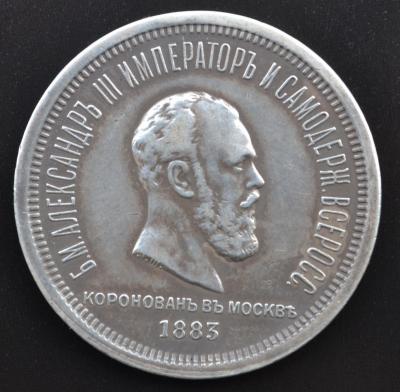 Б. М. АЛЕКСАНДРЪ III ИМПЕРАТОРЪ И САМОДЕРЖ. ВСЕРОСС.
КОРОНОВАНЪ ВЪ МОСКВѢ
1883